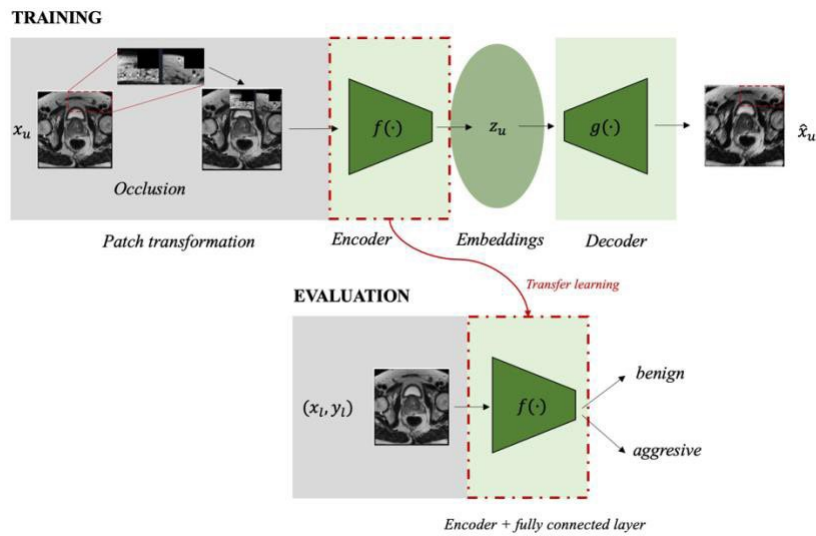 TRAINING
x_u
f(·)
z_u
g(·)
x̂_u
Occlusion
Patch transformation
Encoder
Embeddings
Decoder
Transfer learning
EVALUATION
(x_l, y_l)
f(·)
benign
aggresive
Encoder + fully connected layer